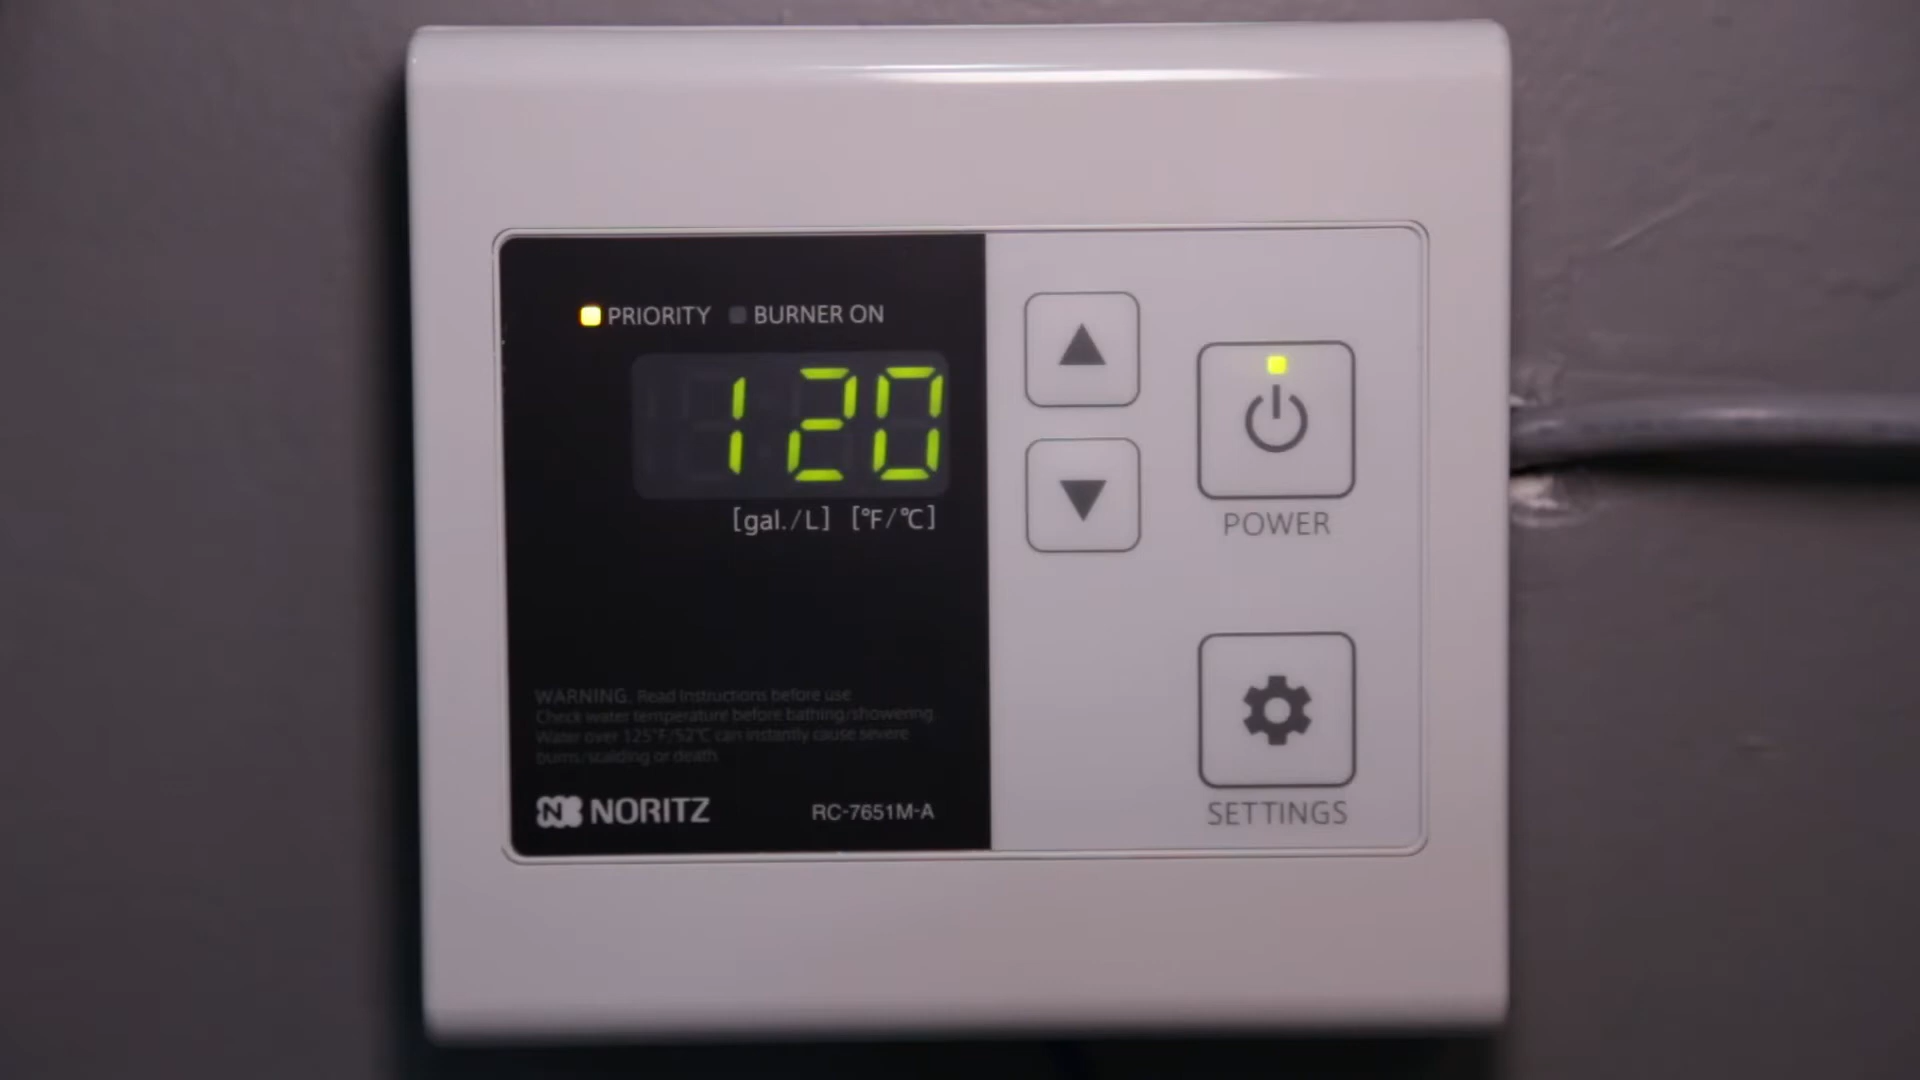 PRIORITY BURNER ON
120
[gal./L] [°F/°C]
POWER
WARNING. Read instructions before use
Check water temperature before bathing/showering.
Water over 125°F/52°C can instantly cause severe
burns/scalding or death
NORITZ RC-7651M-A
SETTINGS